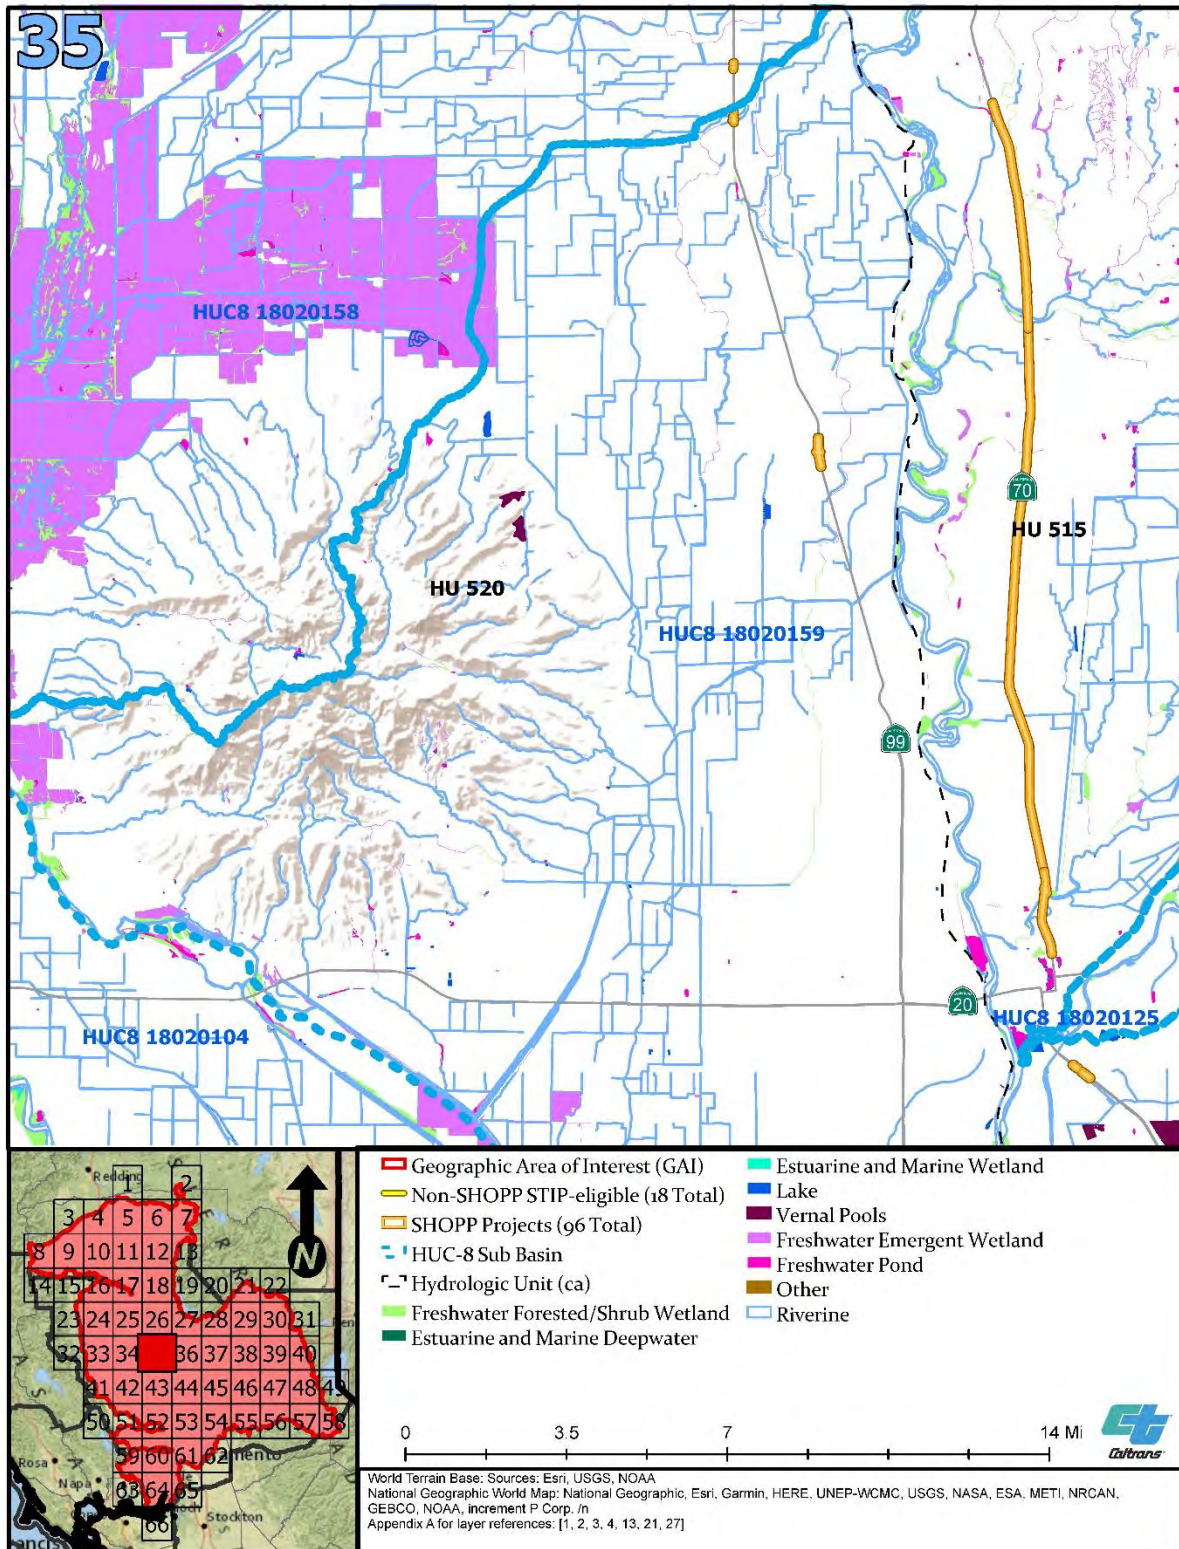 35
HUC8 18020158
70
HU 515
HU 520
HUC8 18020159
99
20
HUC8 18020125
HUC8 18020104
Redding
1 2
3 4 5 6 7
8 9 10 11 12 13
14 15 16 17 18 19 20 21 22
23 24 25 26 27 28 29 30 31
32 33 34 36 37 38 39 40
41 42 43 44 45 46 47 48 49
50 51 52 53 54 55 56 57 58
59 60 61 62
Rosa
Napa
63 64 65
Stockton
66
N
Geographic Area of Interest (GAI)
Non-SHOPP STIP-eligible (18 Total)
SHOPP Projects (96 Total)
HUC-8 Sub Basin
Hydrologic Unit (ca)
Freshwater Forested/Shrub Wetland
Estuarine and Marine Deepwater
Estuarine and Marine Wetland
Lake
Vernal Pools
Freshwater Emergent Wetland
Freshwater Pond
Other
Riverine
0 3.5 7 14 Mi
Caltrans
World Terrain Base: Sources: Esri, USGS, NOAA
National Geographic World Map: National Geographic, Esri, Garmin, HERE, UNEP-WCMC, USGS, NASA, ESA, METI, NRCAN,
GEBCO, NOAA, increment P Corp. /n
Appendix A for layer references: [1, 2, 3, 4, 13, 21, 27]